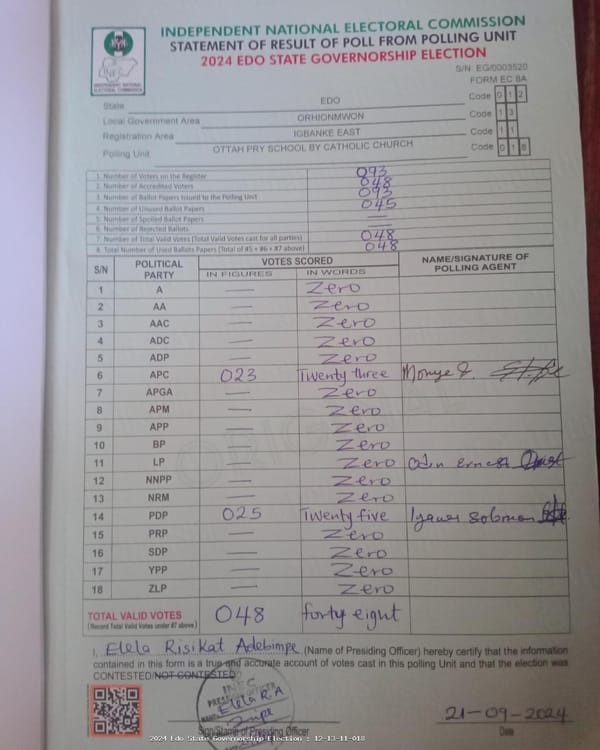 INDEPENDENT NATIONAL ELECTORAL COMMISSION
STATEMENT OF RESULT OF POLL FROM POLLING UNIT
2024 EDO STATE GOVERNORSHIP ELECTION
S/N: EG/0003520
FORM EC 8A
INEC
INDEPENDENT NATIONAL
ELECTORAL COMMISSION
State EDO Code 0 1 2
Local Government Area ORHIONMWON Code 1 3
Registration Area IGBANKE EAST Code 1 1
Polling Unit OTTAH PRY SCHOOL BY CATHOLIC CHURCH Code 0 1 8
1. Number of Voters on the Register 093
2. Number of Accredited Voters 048
3. Number of Ballot Papers Issued to the Polling Unit 093
4. Number of Unused Ballot Papers 045
5. Number of Spoiled Ballot Papers —
6. Number of Rejected Ballots —
7. Number of Total Valid Votes (Total Valid Votes cast for all parties) 048
8. Total Number of Used Ballots Papers (Total of #5 + #6 + #7 above) 048
S/N POLITICAL PARTY VOTES SCORED NAME/SIGNATURE OF POLLING AGENT
IN FIGURES IN WORDS
1 A — Zero
2 AA — Zero
3 AAC — Zero
4 ADC — Zero
5 ADP — Zero
6 APC 023 Twenty three Monye
7 APGA — Zero
8 APM — Zero
9 APP — Zero
10 BP — Zero
11 LP — Zero Odin Ernest
12 NNPP — Zero
13 NRM — Zero
14 PDP 025 Twenty five Solomon
15 PRP — Zero
16 SDP — Zero
17 YPP — Zero
18 ZLP — Zero
TOTAL VALID VOTES 048 forty eight
(Record Total Valid Votes under #7 above)
I, Elela Risikat Adebimpe (Name of Presiding Officer) hereby certify that the information
contained in this form is a true and accurate account of votes cast in this polling Unit and that the election was
CONTESTED/NOT CONTESTED
INEC
PRESIDING OFFICER
Elela R.A
21-09-2024
Sign/Stamp of Presiding Officer
2024 Edo State Governorship Election : 12-13-11-018